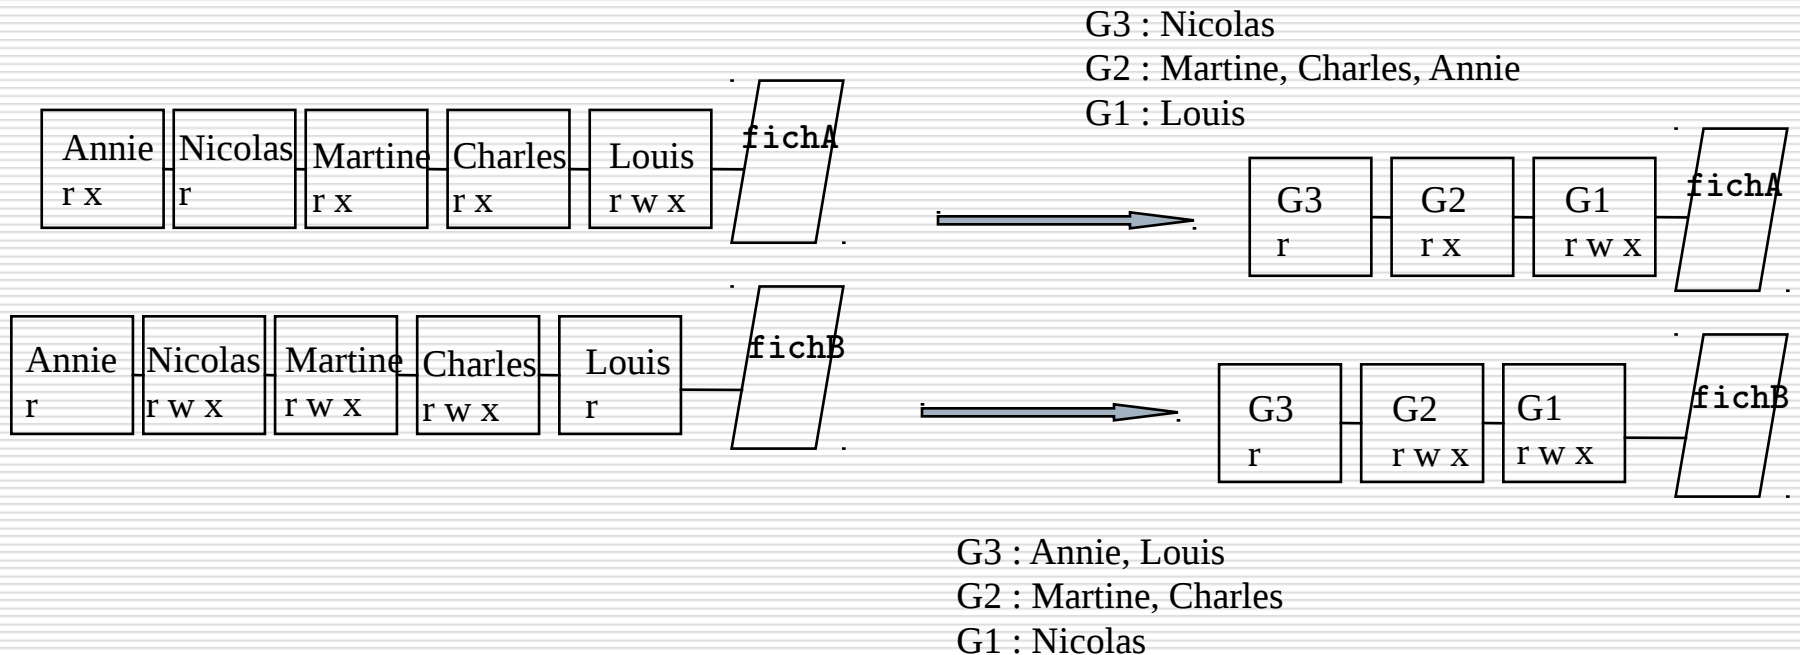 G3 : Nicolas
G2 : Martine, Charles, Annie
G1 : Louis
Annie
r x
Nicolas
r
Martine
r x
Charles
r x
Louis
r w x
fichA
G3
r
G2
r x
G1
r w x
fichA
Annie
r
Nicolas
r w x
Martine
r w x
Charles
r w x
Louis
r
fichB
G3
r
G2
r w x
G1
r w x
fichB
G3 : Annie, Louis
G2 : Martine, Charles
G1 : Nicolas